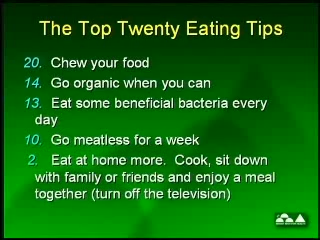 The Top Twenty Eating Tips
20. Chew your food
14. Go organic when you can
13. Eat some beneficial bacteria every
day
10. Go meatless for a week
2. Eat at home more. Cook, sit down
with family or friends and enjoy a meal
together (turn off the television)